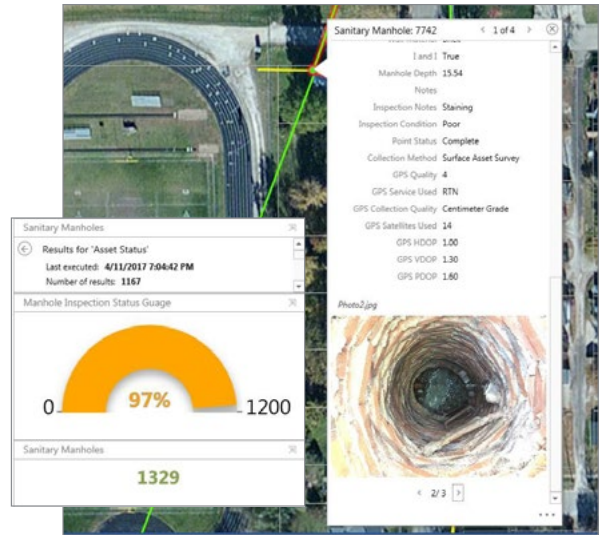 Sanitary Manhole: 7742 1 of 4
I and I True
Manhole Depth 15.54
Notes
Inspection Notes Staining
Inspection Condition Poor
Point Status Complete
Collection Method Surface Asset Survey
GPS Quality 4
GPS Service Used RTN
GPS Collection Quality Centimeter Grade
GPS Satellites Used 14
GPS HDOP 1.00
GPS VDOP 1.30
GPS PDOP 1.60
Photo2.jpg
2/3
Sanitary Manholes
Results for 'Asset Status'
Last executed: 4/11/2017 7:04:42 PM
Number of results: 1167
Manhole Inspection Status Guage
97%
0 1200
Sanitary Manholes
1329